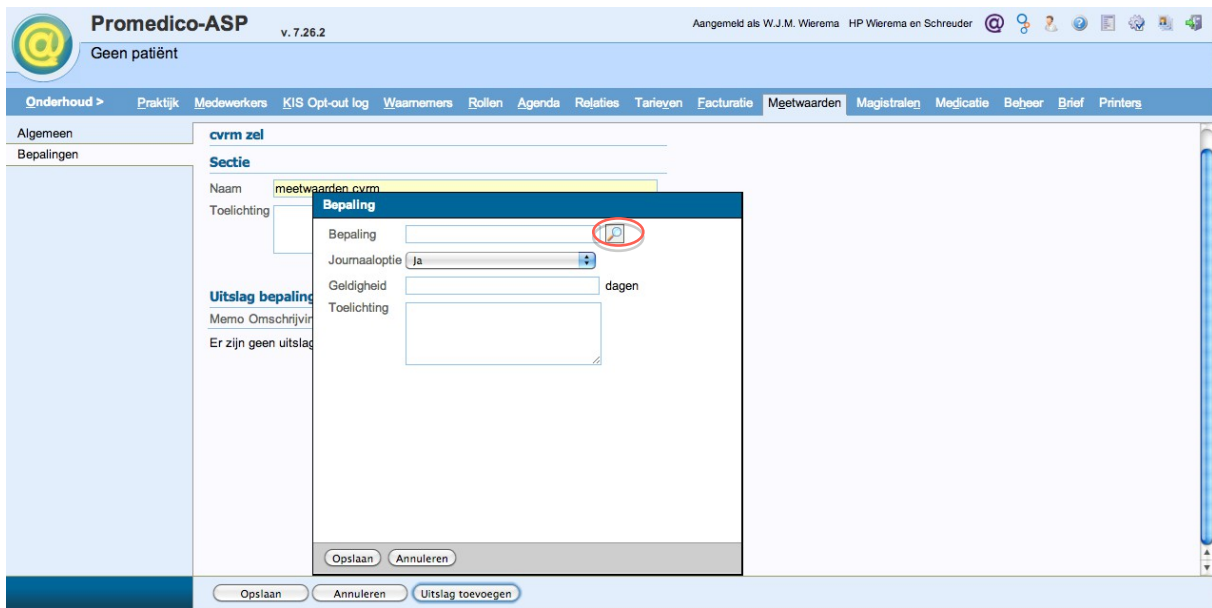 Promedico-ASP v. 7.26.2
Aangemeld als W.J.M. Wierema HP Wierema en Schreuder
Geen patiënt
Onderhoud > Praktijk Medewerkers KIS Opt-out log Waarnemers Rollen Agenda Relaties Tarieven Facturatie Meetwaarden Magistralen Medicatie Beheer Brief Printers
Algemeen
Bepalingen
cvrm zel
Sectie
Naam meetwaarden cvrm
Toelichting
Uitslag bepaling
Memo Omschrijvin
Er zijn geen uitslag
Bepaling
Bepaling
Journaaloptie Ja
Geldigheid dagen
Toelichting
Opslaan Annuleren
Opslaan Annuleren Uitslag toevoegen